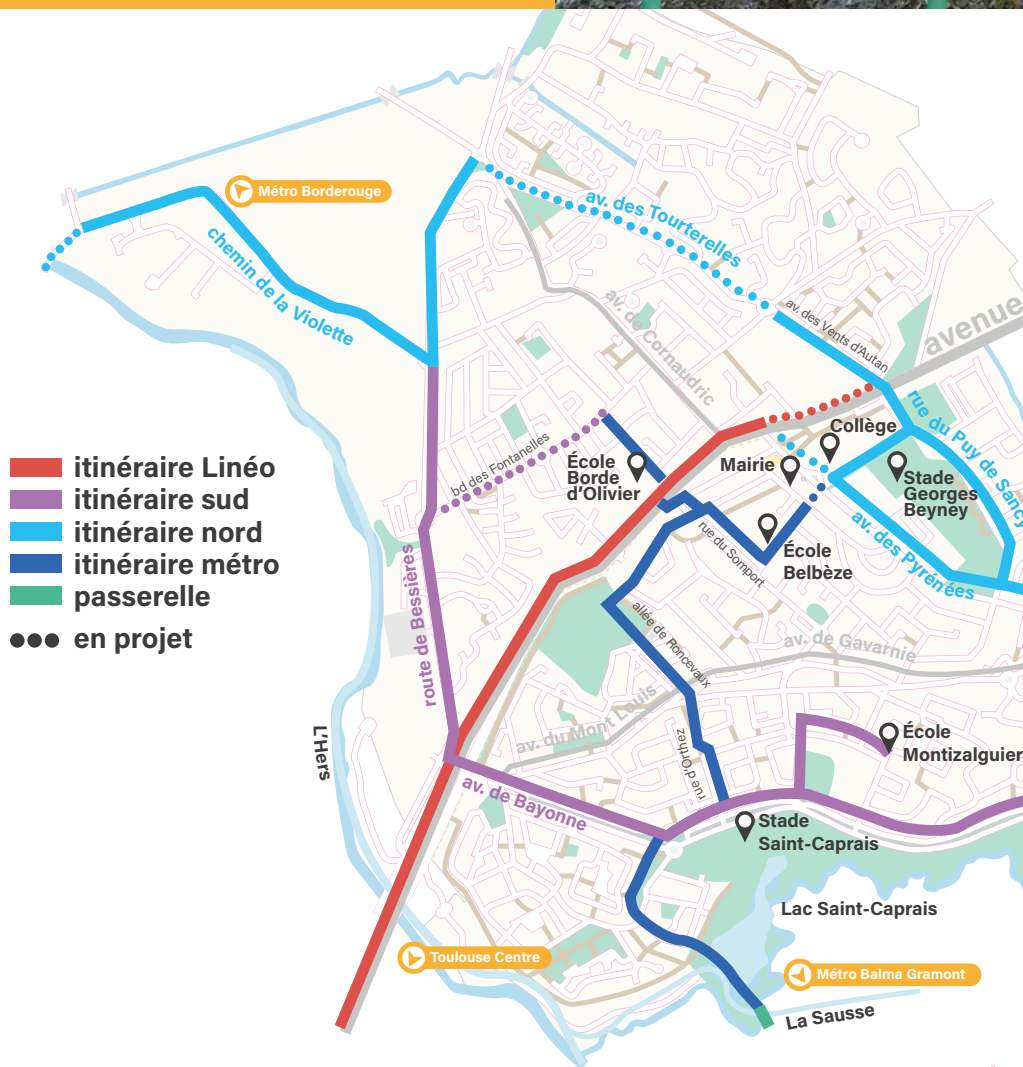 Métro Borderouge
chemin de la Violette
av. des Tourterelles
av. de Cornaudric
av. des Vents d'Autan
avenue
rue du Puy de Sancy
Collège
Mairie
Stade
Georges
Beyney
École
Borde
d'Olivier
bd des Fontanelles
itinéraire Linéo
itinéraire sud
itinéraire nord
itinéraire métro
passerelle
en projet
rue du Somport
École
Belbèze
av. des Pyrénées
route de Bessières
allée de Roncevaux
av. de Gavarnie
av. du Mont Louis
rue d'Orthez
École
Montizalguier
L'Hers
av. de Bayonne
Stade
Saint-Caprais
Lac Saint-Caprais
Toulouse Centre
Métro Balma Gramont
La Sausse